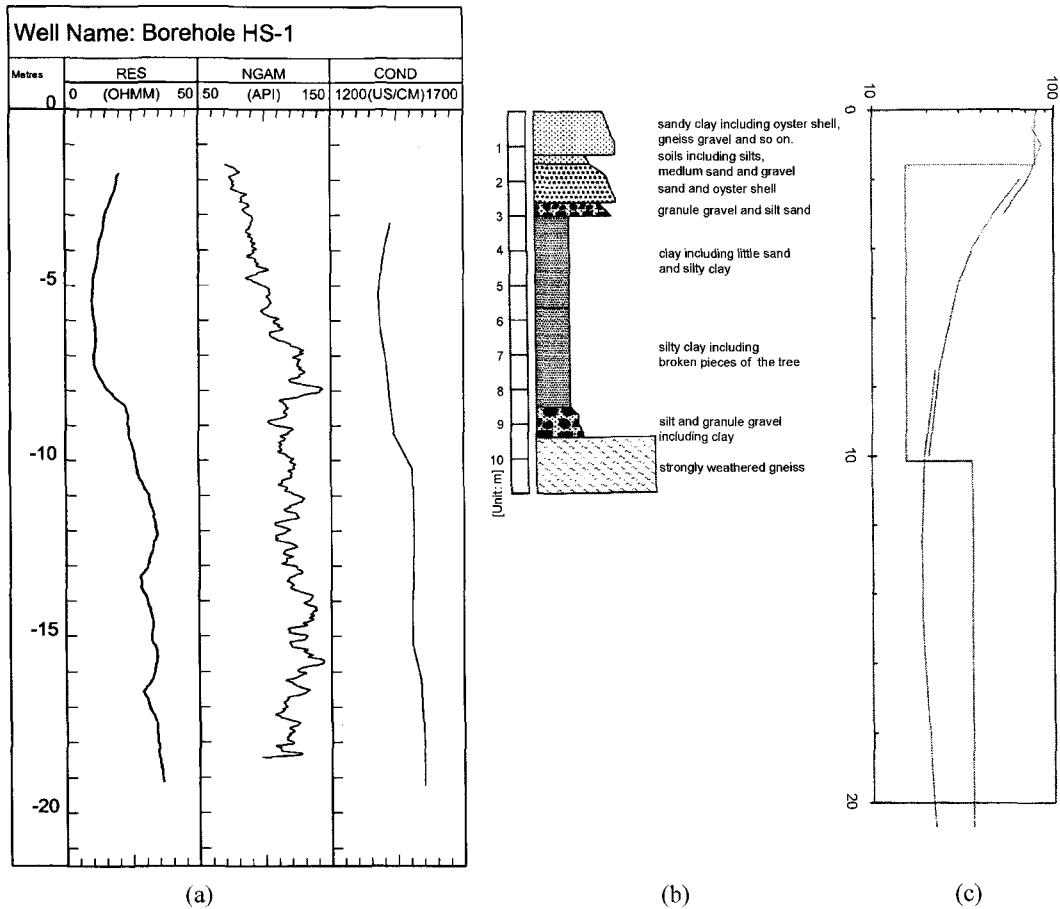 Well Name: Borehole HS-1
Metres RES NGAM COND
0 (OHMM) 50 50 (API) 150 1200(US/CM)1700
0
-5
-10
-15
-20
(a)
sandy clay including oyster shell,
gneiss gravel and so on.
soils including silts,
medlum sand and gravel
sand and oyster shell
granule gravel and silt sand
clay including little sand
and silty clay
silty clay including
broken pieces of the tree
silt and granule gravel
including clay
strongly weathered gneiss
1
2
3
4
5
6
7
8
9
10
[Unit: m]
(b)
10 100
0
10
20
(c)